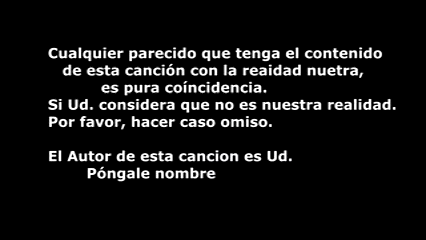 Cualquier parecido que tenga el contenido
de esta canción con la reaidad nuetra,
es pura coíncidencia.
Si Ud. considera que no es nuestra realidad.
Por favor, hacer caso omiso.
El Autor de esta cancion es Ud.
Póngale nombre